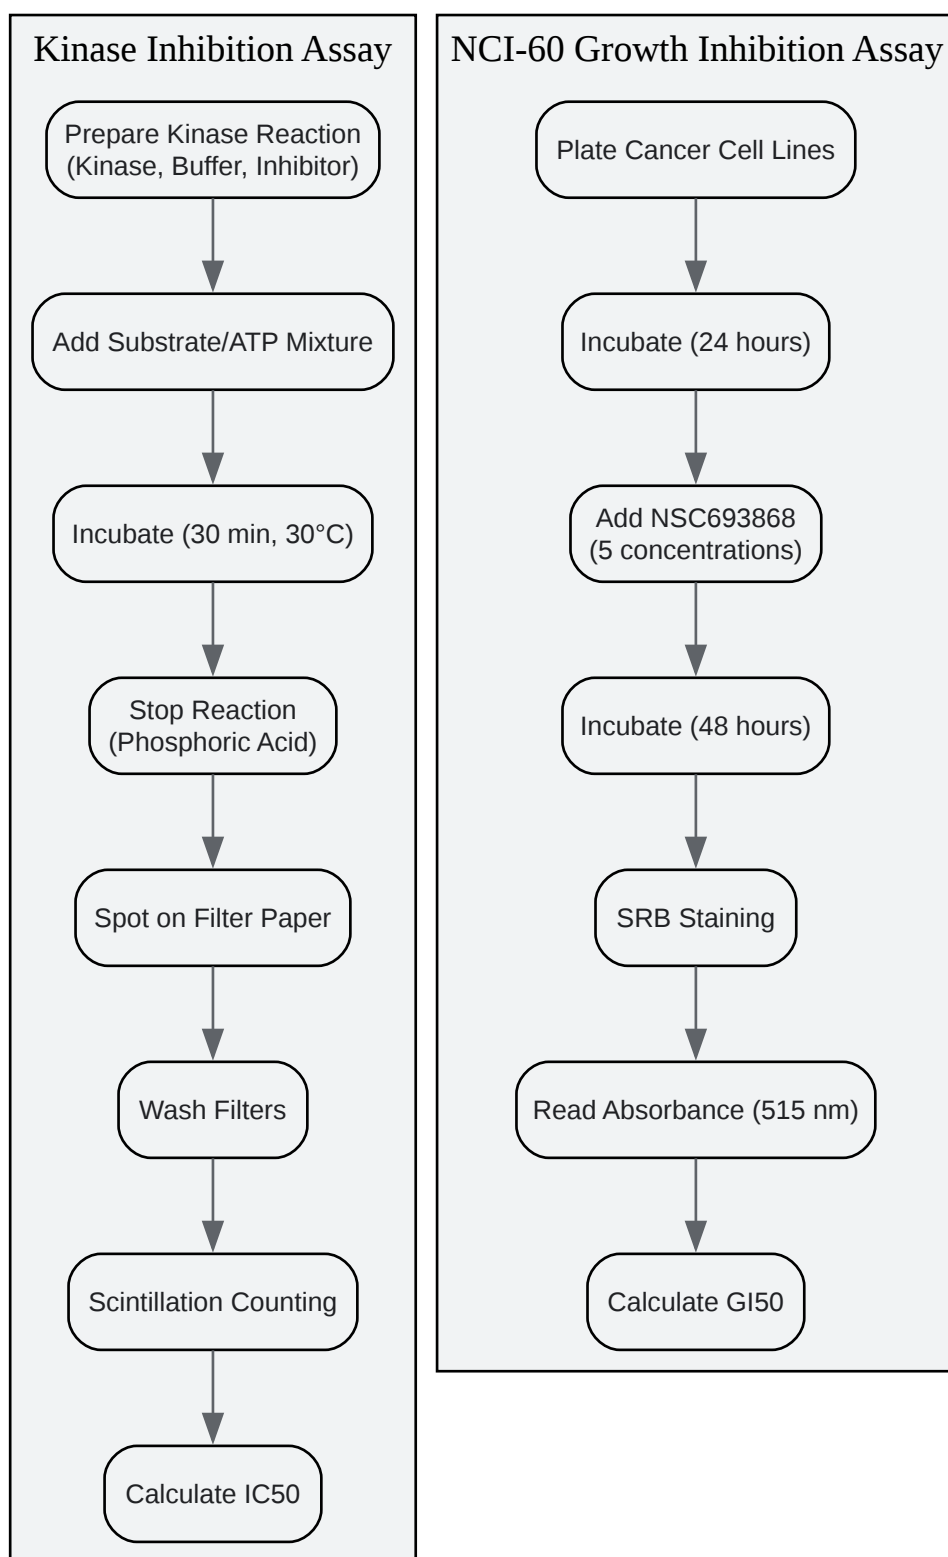 Kinase Inhibition Assay
Prepare Kinase Reaction
(Kinase, Buffer, Inhibitor)
Add Substrate/ATP Mixture
Incubate (30 min, 30°C)
Stop Reaction
(Phosphoric Acid)
Spot on Filter Paper
Wash Filters
Scintillation Counting
Calculate IC50
NCI-60 Growth Inhibition Assay
Plate Cancer Cell Lines
Incubate (24 hours)
Add NSC693868
(5 concentrations)
Incubate (48 hours)
SRB Staining
Read Absorbance (515 nm)
Calculate GI50